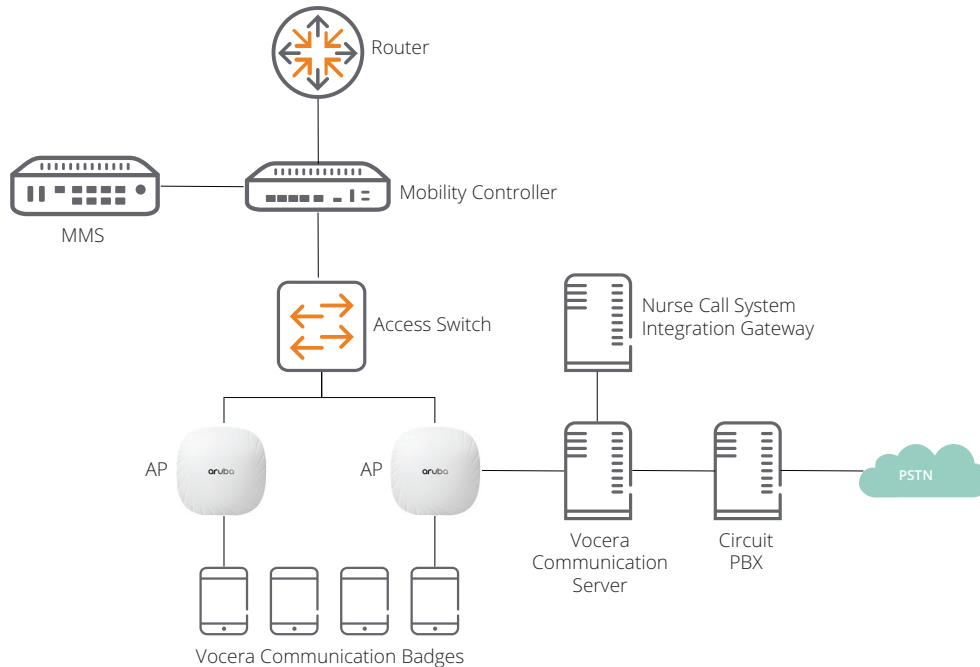 Router
Mobility Controller
MMS
Access Switch
Nurse Call System
Integration Gateway
AP
aruba
AP
aruba
PSTN
Vocera
Communication
Server
Circuit
PBX
Vocera Communication Badges